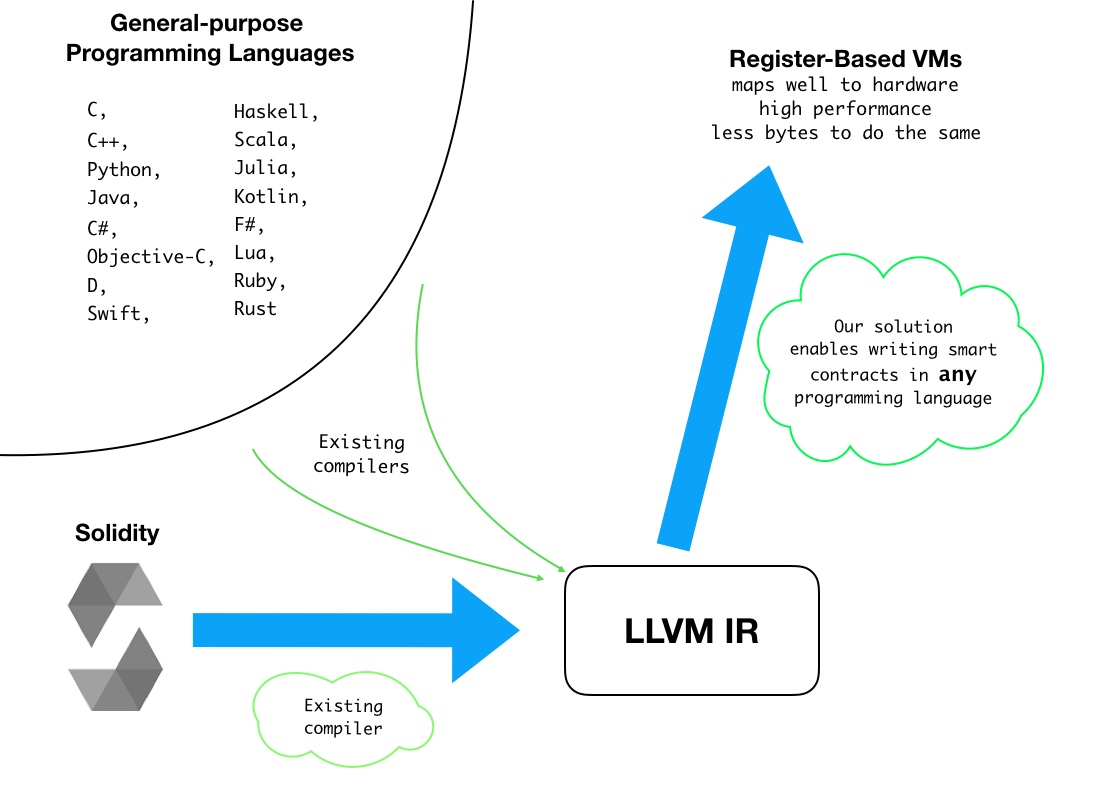 General-purpose
Programming Languages
C,
C++,
Python,
Java,
C#,
Objective-C,
D,
Swift,
Haskell,
Scala,
Julia,
Kotlin,
F#,
Lua,
Ruby,
Rust
Register-Based VMs
maps well to hardware
high performance
less bytes to do the same
Our solution
enables writing smart
contracts in any
programming language
Existing
compilers
Solidity
Existing
compiler
LLVM IR